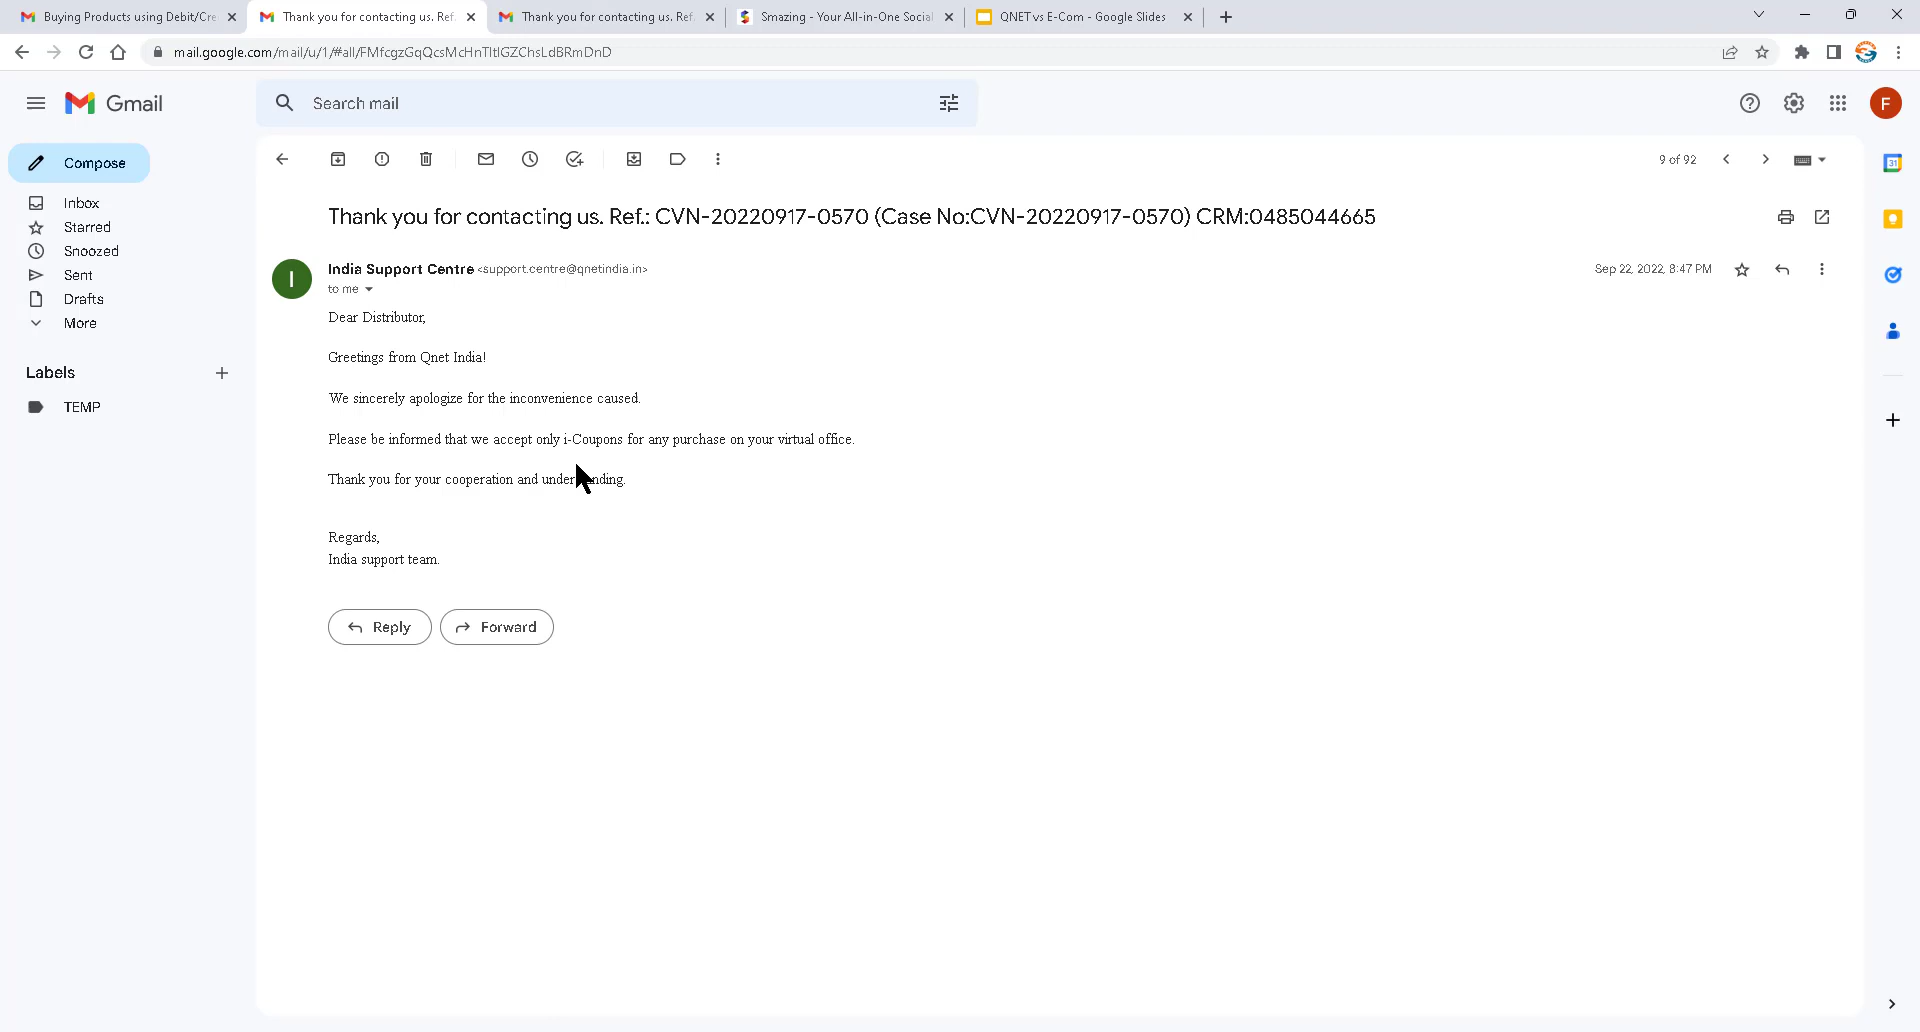 Buying Products using Debit/Cre
Thank you for contacting us. Ref.
Thank you for contacting us. Ref.
Smazing - Your All-in-One Social
QNET vs E-Com - Google Slides
mail.google.com/mail/u/1/#all/FMfcgzGqQcsMcHnTltlGZChsLdBRmDnD
Gmail
Search mail
F
Compose
9 of 92
31
Inbox
Starred
Snoozed
Sent
Drafts
More
Labels
TEMP
Thank you for contacting us. Ref.: CVN-20220917-0570 (Case No:CVN-20220917-0570) CRM:0485044665
I
India Support Centre <support.centre@qnetindia.in>
Sep 22, 2022, 8:47 PM
to me
Dear Distributor,
Greetings from Qnet India!
We sincerely apologize for the inconvenience caused.
Please be informed that we accept only i-Coupons for any purchase on your virtual office.
Thank you for your cooperation and
Regards,
India support team.
Reply
Forward